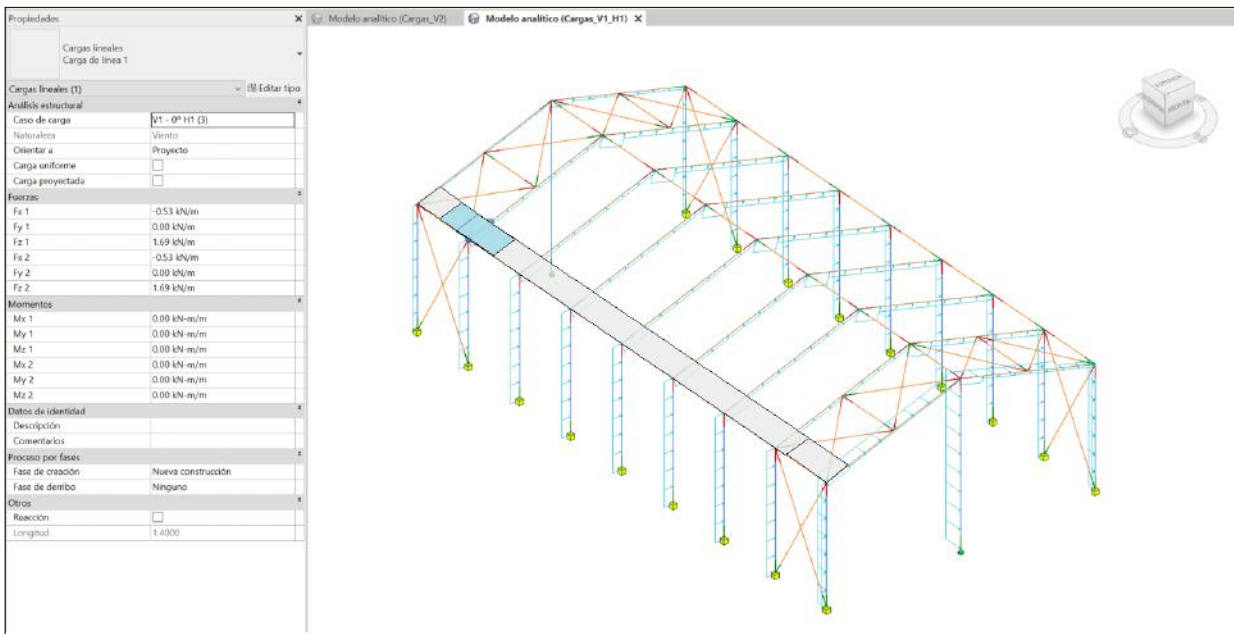 Propiedades
Modelo analítico (Cargas_V2)
Modelo analítico (Cargas_V1_H1)
Cargas lineales
Carga de línea 1
Cargas lineales (1)
Editar tipo
Análisis estructural
Caso de carga V1 - 0º H1 (3)
Naturaleza Viento
Orientar a Proyecto
Carga uniforme
Carga proyectada
Fuerzas
Fx 1 -0.53 kN/m
Fy 1 0.00 kN/m
Fz 1 1.69 kN/m
Fx 2 -0.53 kN/m
Fy 2 0.00 kN/m
Fz 2 1.69 kN/m
Momentos
Mx 1 0.00 kN-m/m
My 1 0.00 kN-m/m
Mz 1 0.00 kN-m/m
Mx 2 0.00 kN-m/m
My 2 0.00 kN-m/m
Mz 2 0.00 kN-m/m
Datos de identidad
Descripción
Comentarios
Proceso por fases
Fase de creación Nueva construcción
Fase de derribo Ninguno
Otros
Reacción
Longitud 1.4000